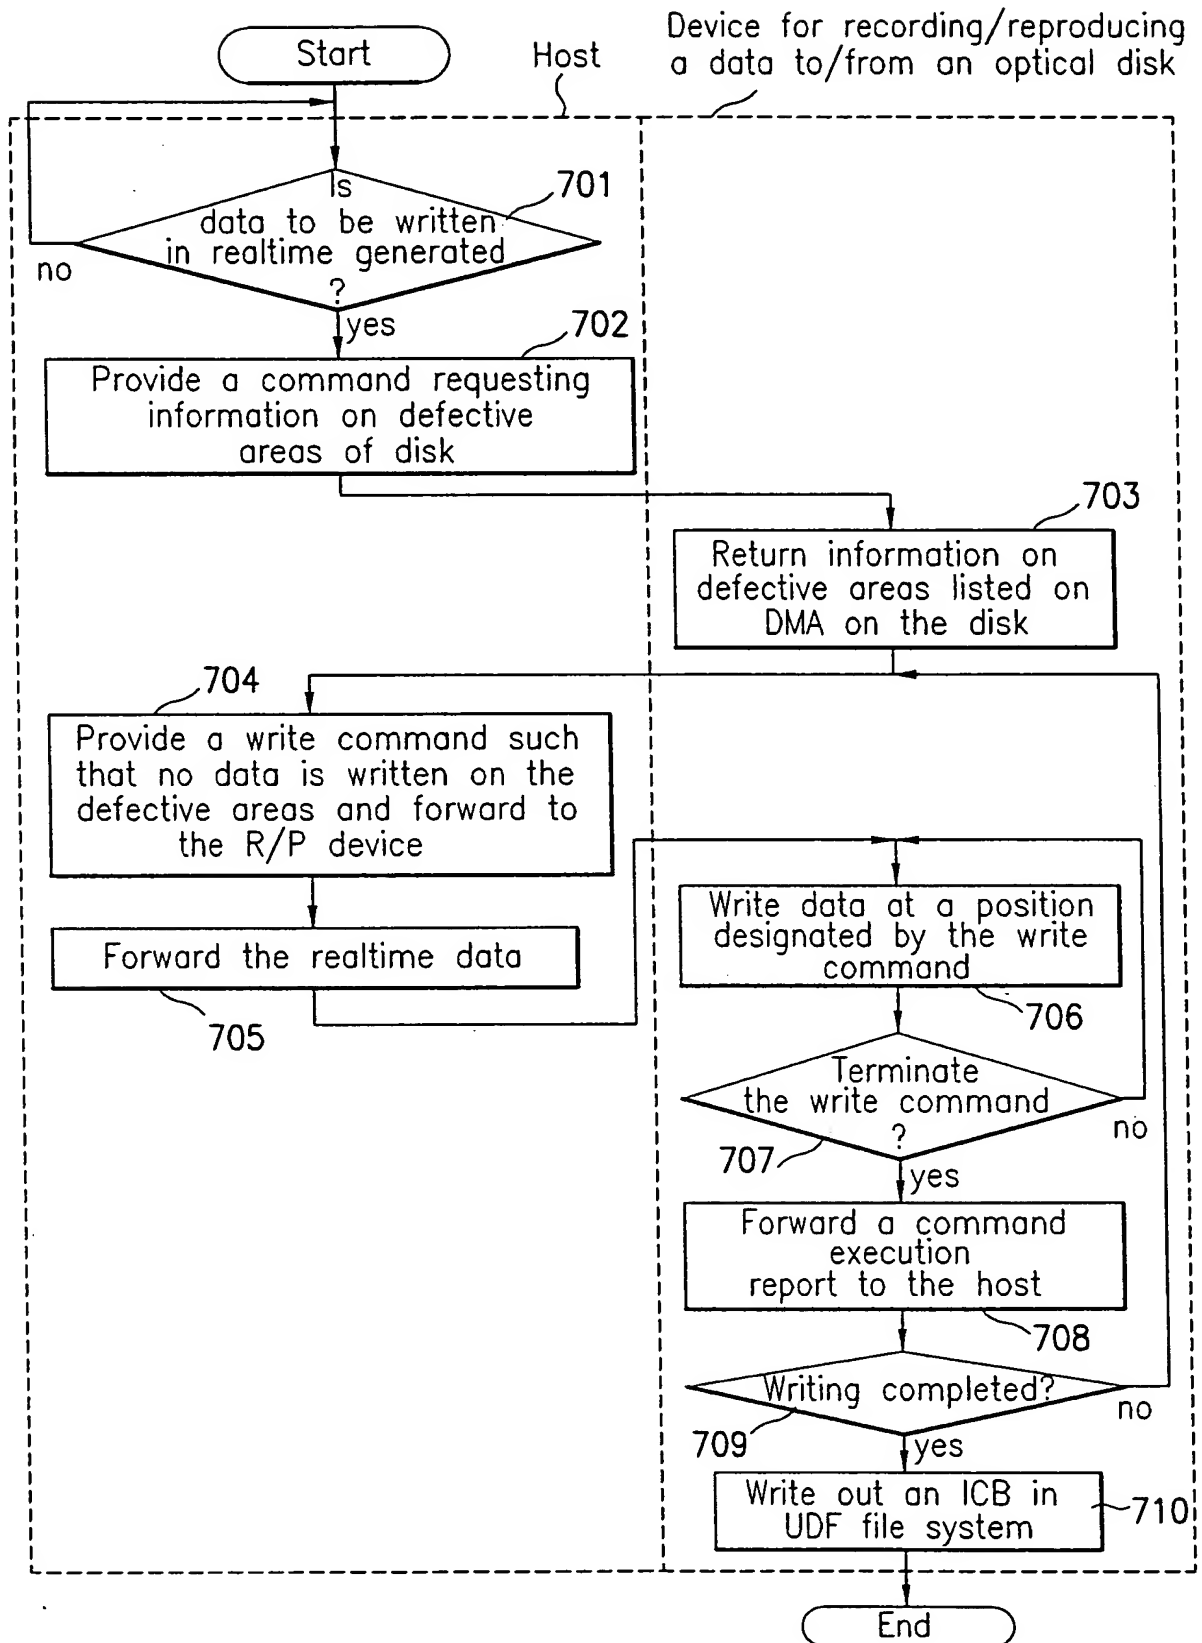 Device for recording/reproducing
a data to/from an optical disk
Start
Host
Is
data to be written
in realtime generated
?
701
no
yes
702
Provide a command requesting
information on defective
areas of disk
703
Return information on
defective areas listed on
DMA on the disk
704
Provide a write command such
that no data is written on the
defective areas and forward to
the R/P device
Forward the realtime data
705
Write data at a position
designated by the write
command
706
Terminate
the write command
?
707
no
yes
Forward a command
execution
report to the host
708
Writing completed?
709
no
yes
Write out an ICB in
UDF file system
710
End